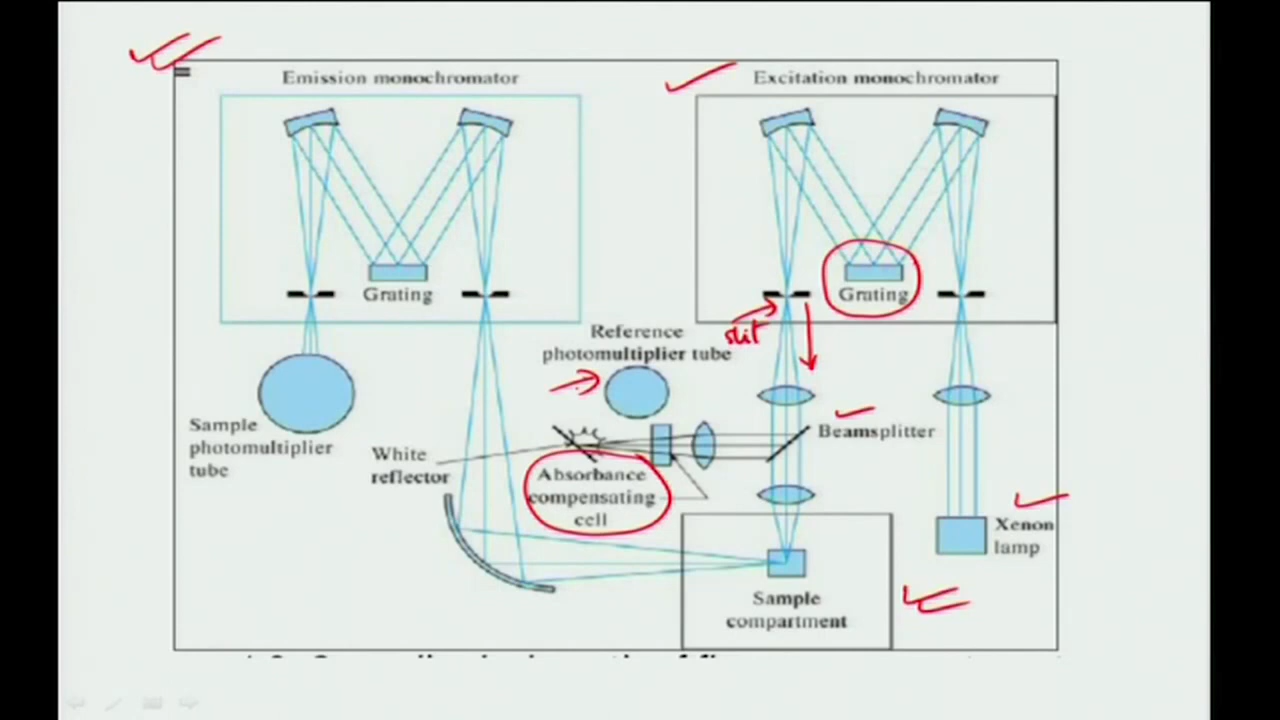 Emission monochromator
Excitation monochromator
Grating
Grating
slit
Reference
photomultiplier tube
Sample
photomultiplier
tube
White
reflector
Beamsplitter
Absorbance
compensating
cell
Xenon
lamp
Sample
compartment